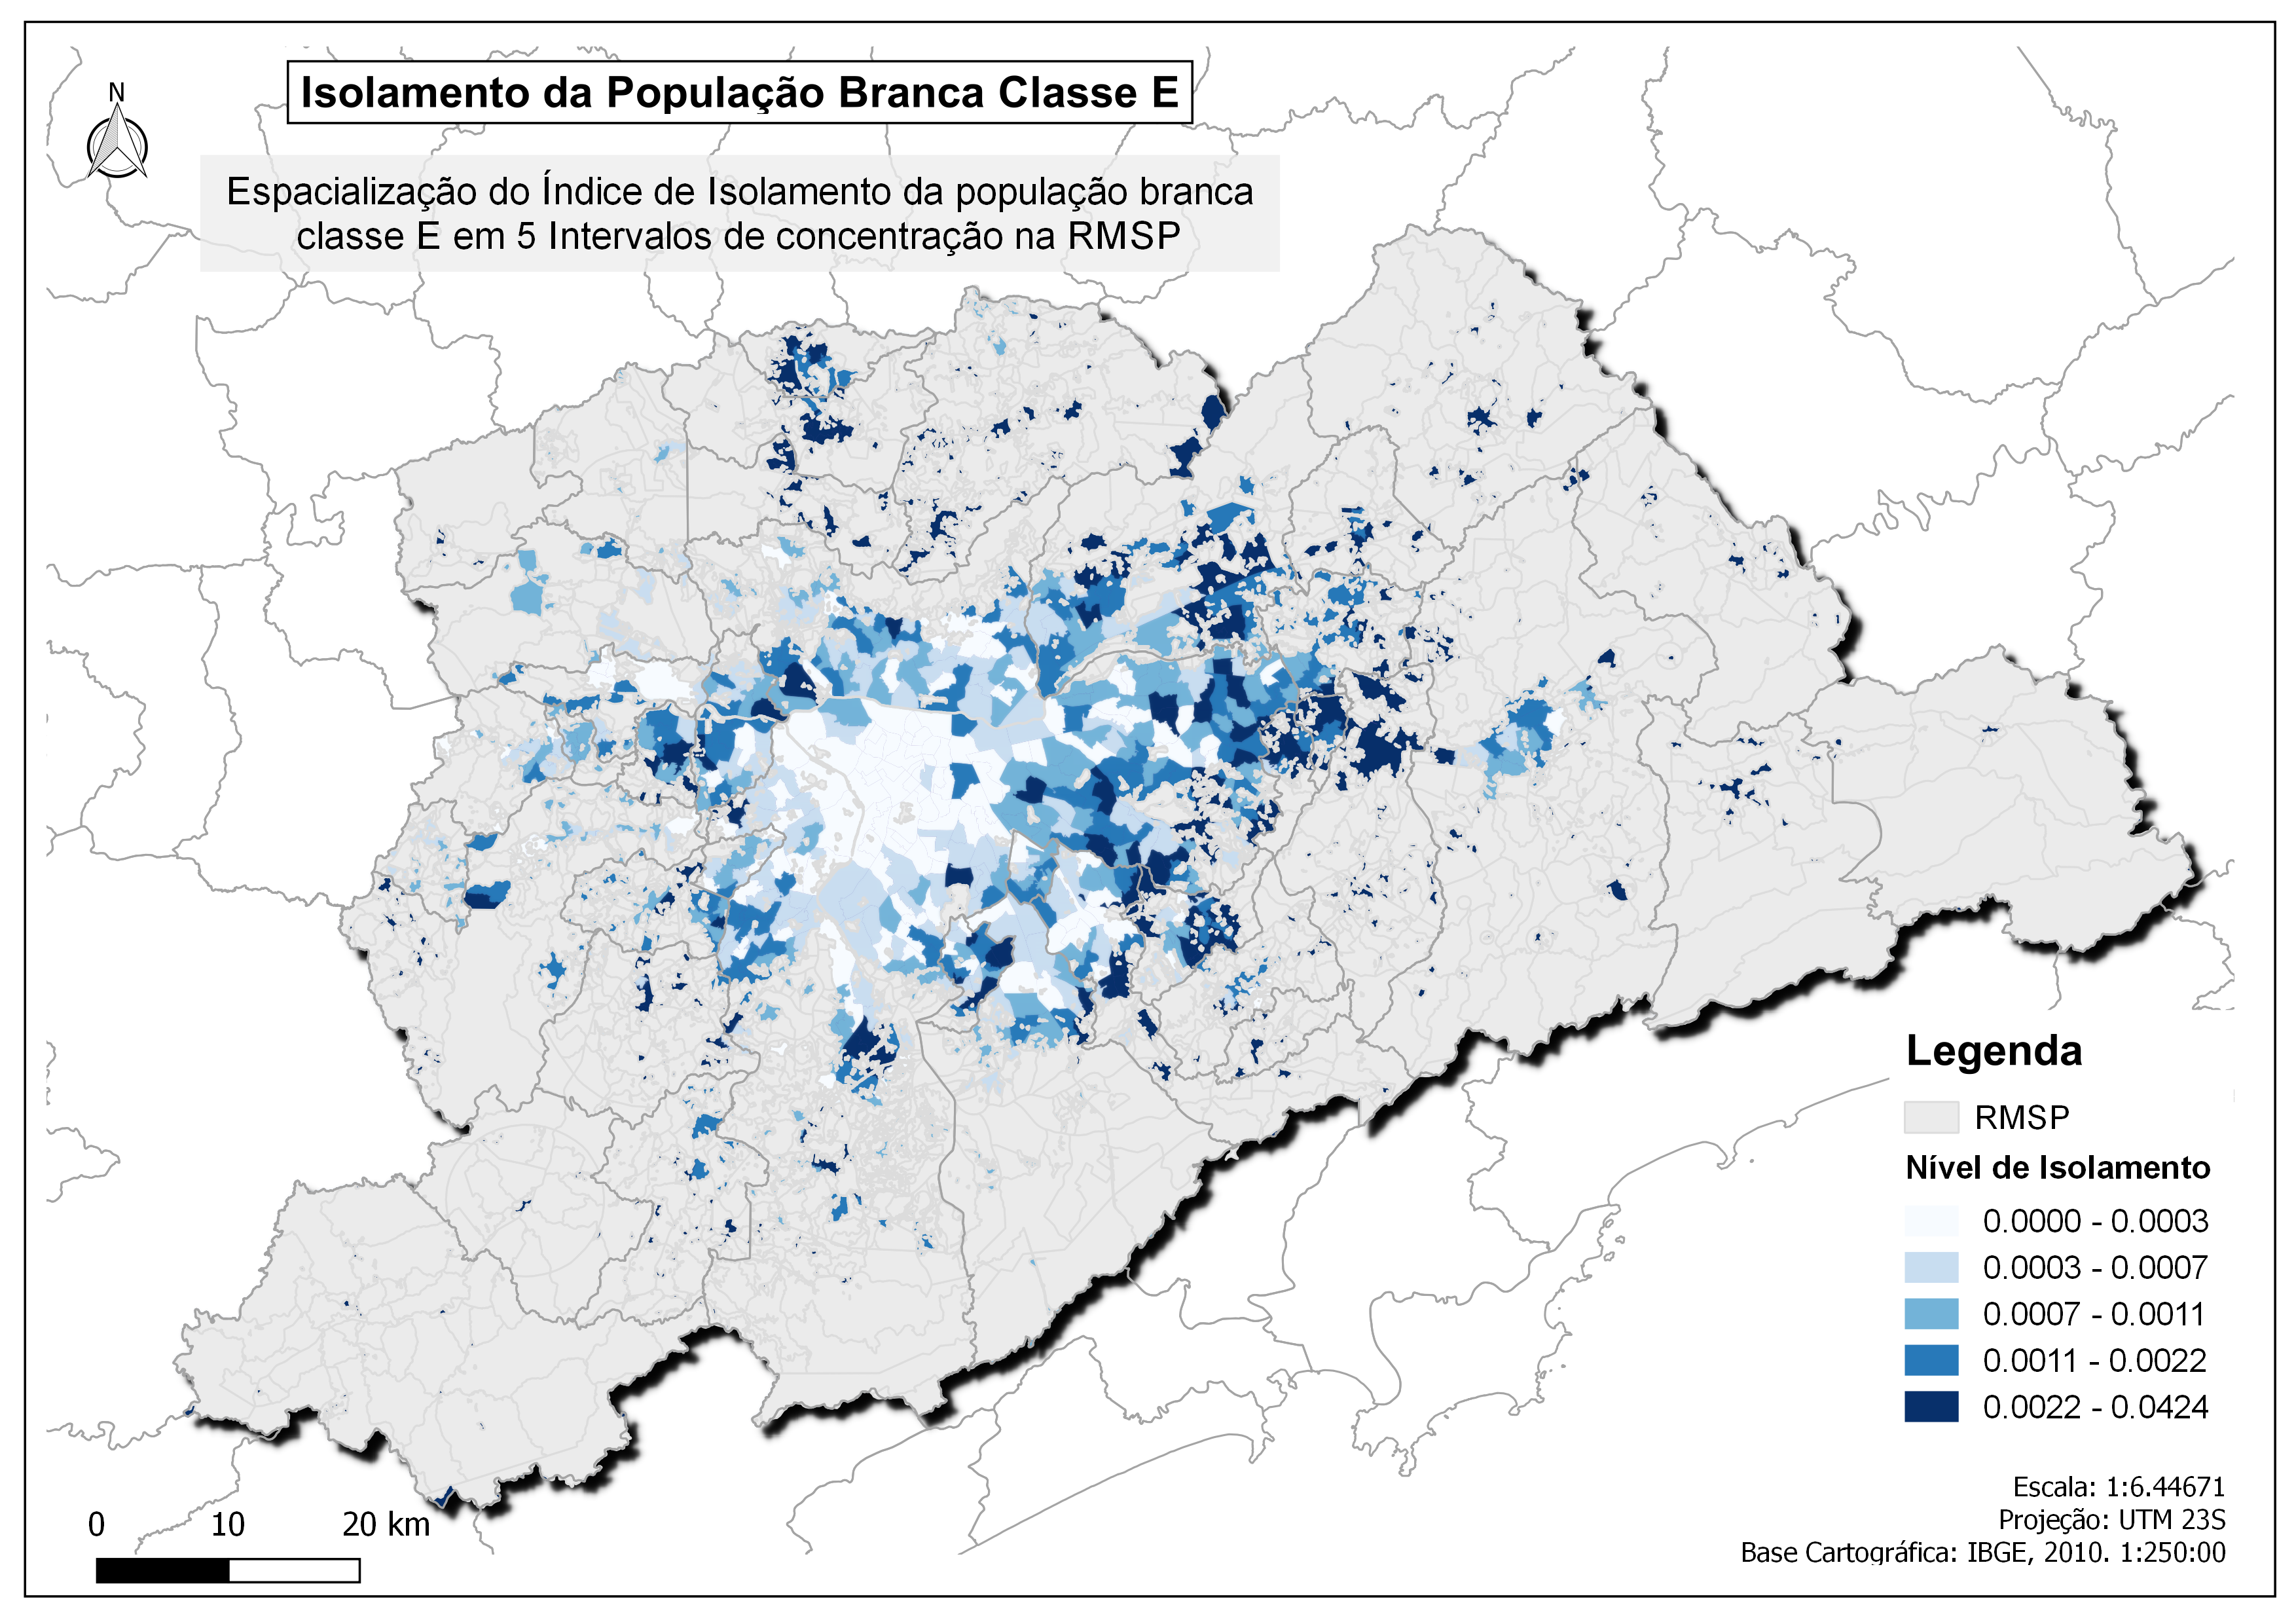 Isolamento da População Branca Classe E
N
Espacialização do Índice de Isolamento da população branca
classe E em 5 Intervalos de concentração na RMSP
Legenda
RMSP
Nível de Isolamento
0.0000 - 0.0003
0.0003 - 0.0007
0.0007 - 0.0011
0.0011 - 0.0022
0.0022 - 0.0424
Escala: 1:6.44671
Projeção: UTM 23S
Base Cartográfica: IBGE, 2010. 1:250:00
0 10 20 km